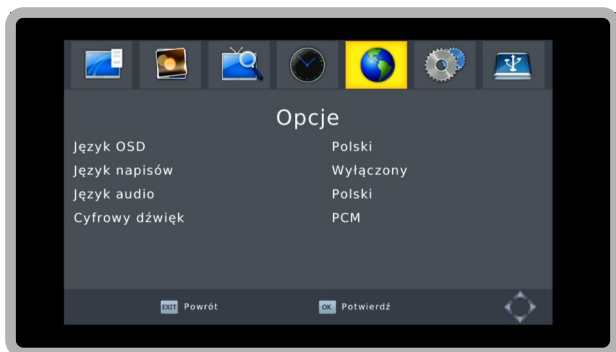 Opcje
Język OSD Polski
Język napisów Wyłączony
Język audio Polski
Cyfrowy dźwięk PCM
EXIT Powrót OK Potwierdź